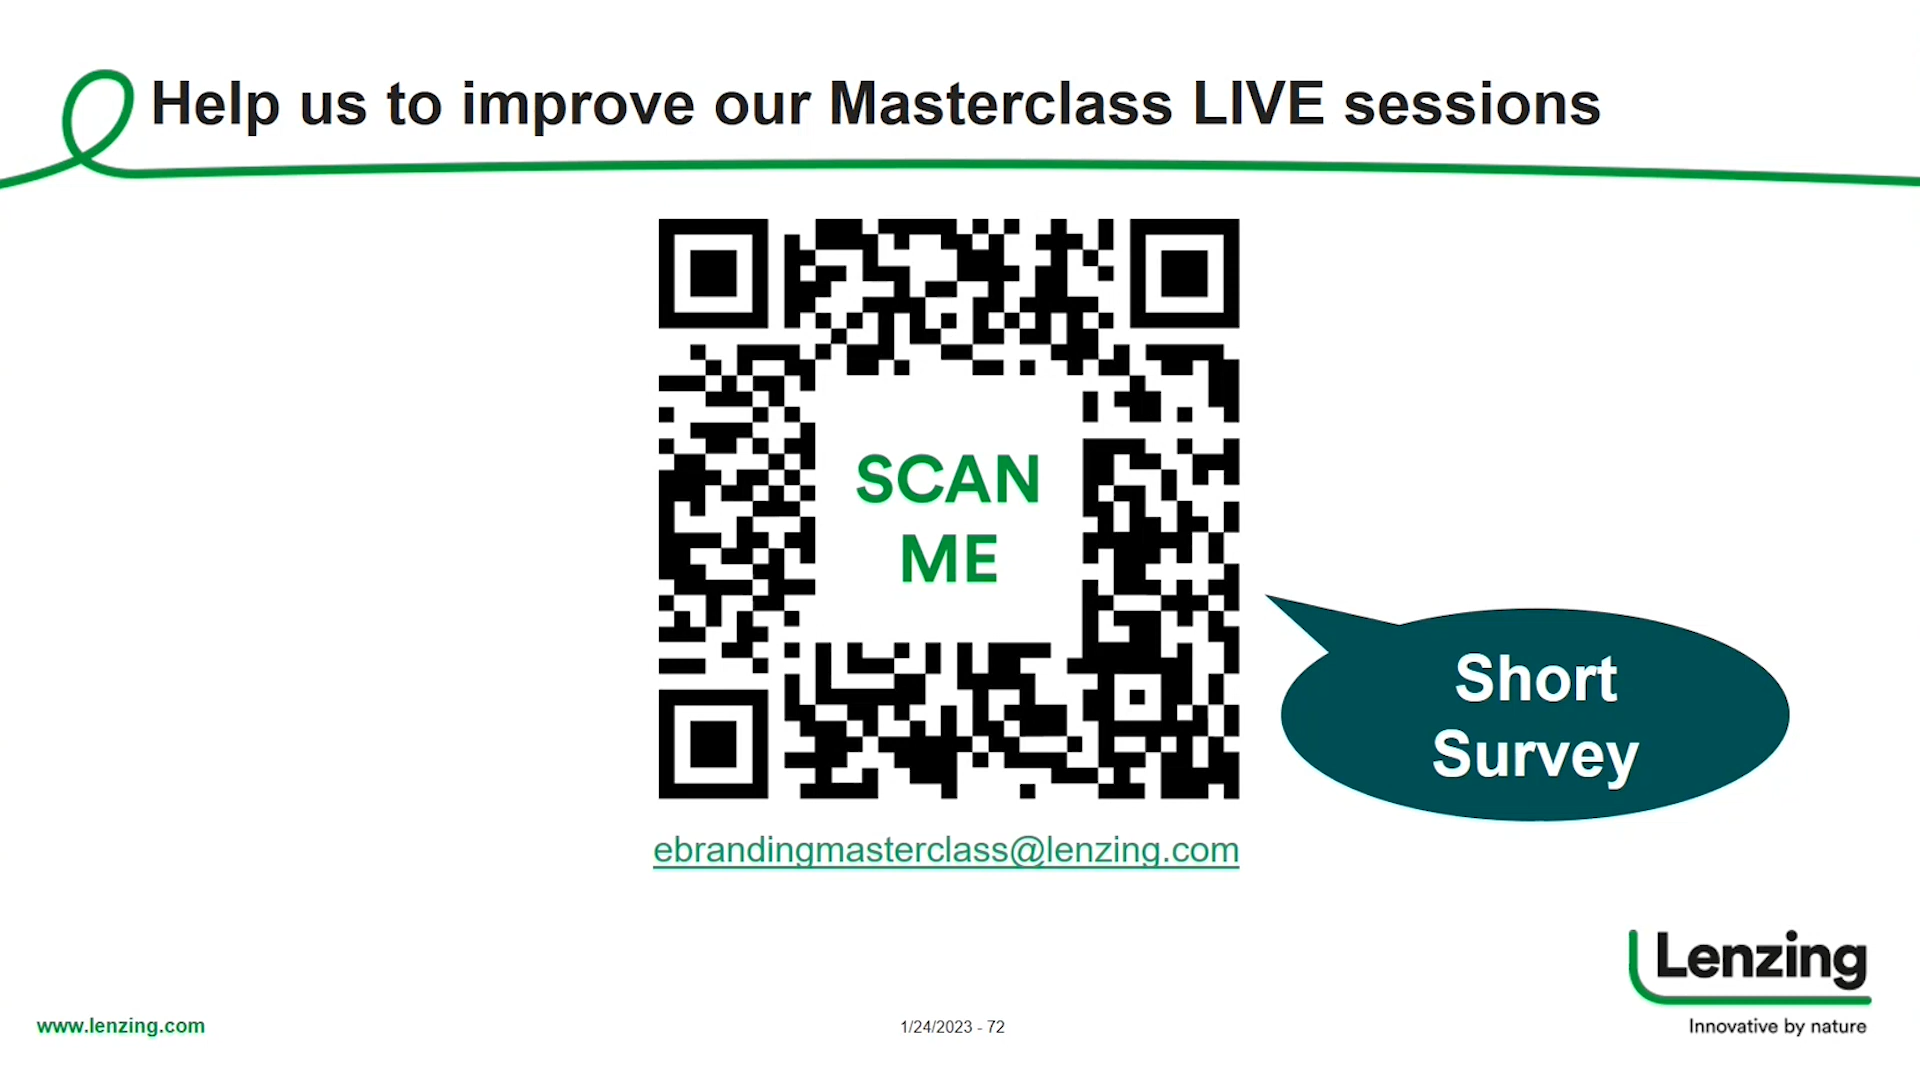 Help us to improve our Masterclass LIVE sessions
SCAN
ME
Short
Survey
ebrandingmasterclass@lenzing.com
Lenzing
Innovative by nature
www.lenzing.com
1/24/2023 - 72